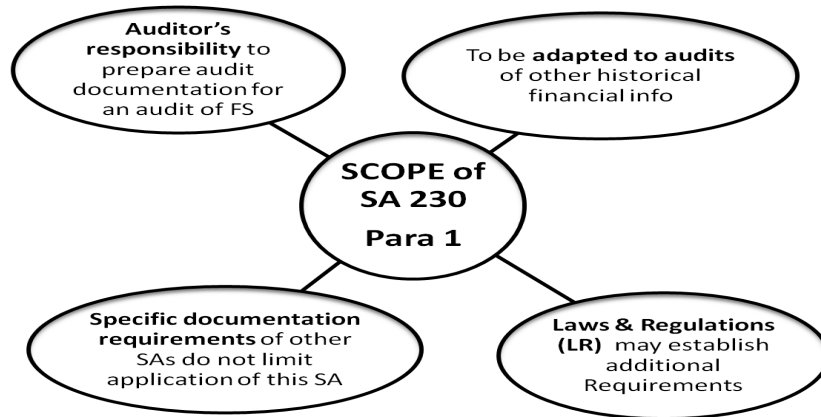 Auditor's
responsibility to
prepare audit
documentation for
an audit of FS
To be adapted to audits
of other historical
financial info
SCOPE of
SA 230
Para 1
Specific documentation
requirements of other
SAs do not limit
application of this SA
Laws & Regulations
(LR) may establish
additional
Requirements